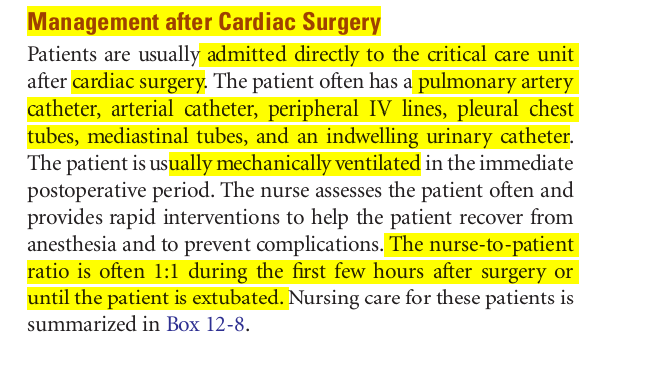 Management after Cardiac Surgery
Patients are usually admitted directly to the critical care unit
after cardiac surgery. The patient often has a pulmonary artery
catheter, arterial catheter, peripheral IV lines, pleural chest
tubes, mediastinal tubes, and an indwelling urinary catheter.
The patient is usually mechanically ventilated in the immediate
postoperative period. The nurse assesses the patient often and
provides rapid interventions to help the patient recover from
anesthesia and to prevent complications. The nurse-to-patient
ratio is often 1:1 during the first few hours after surgery or
until the patient is extubated. Nursing care for these patients is
summarized in Box 12-8.